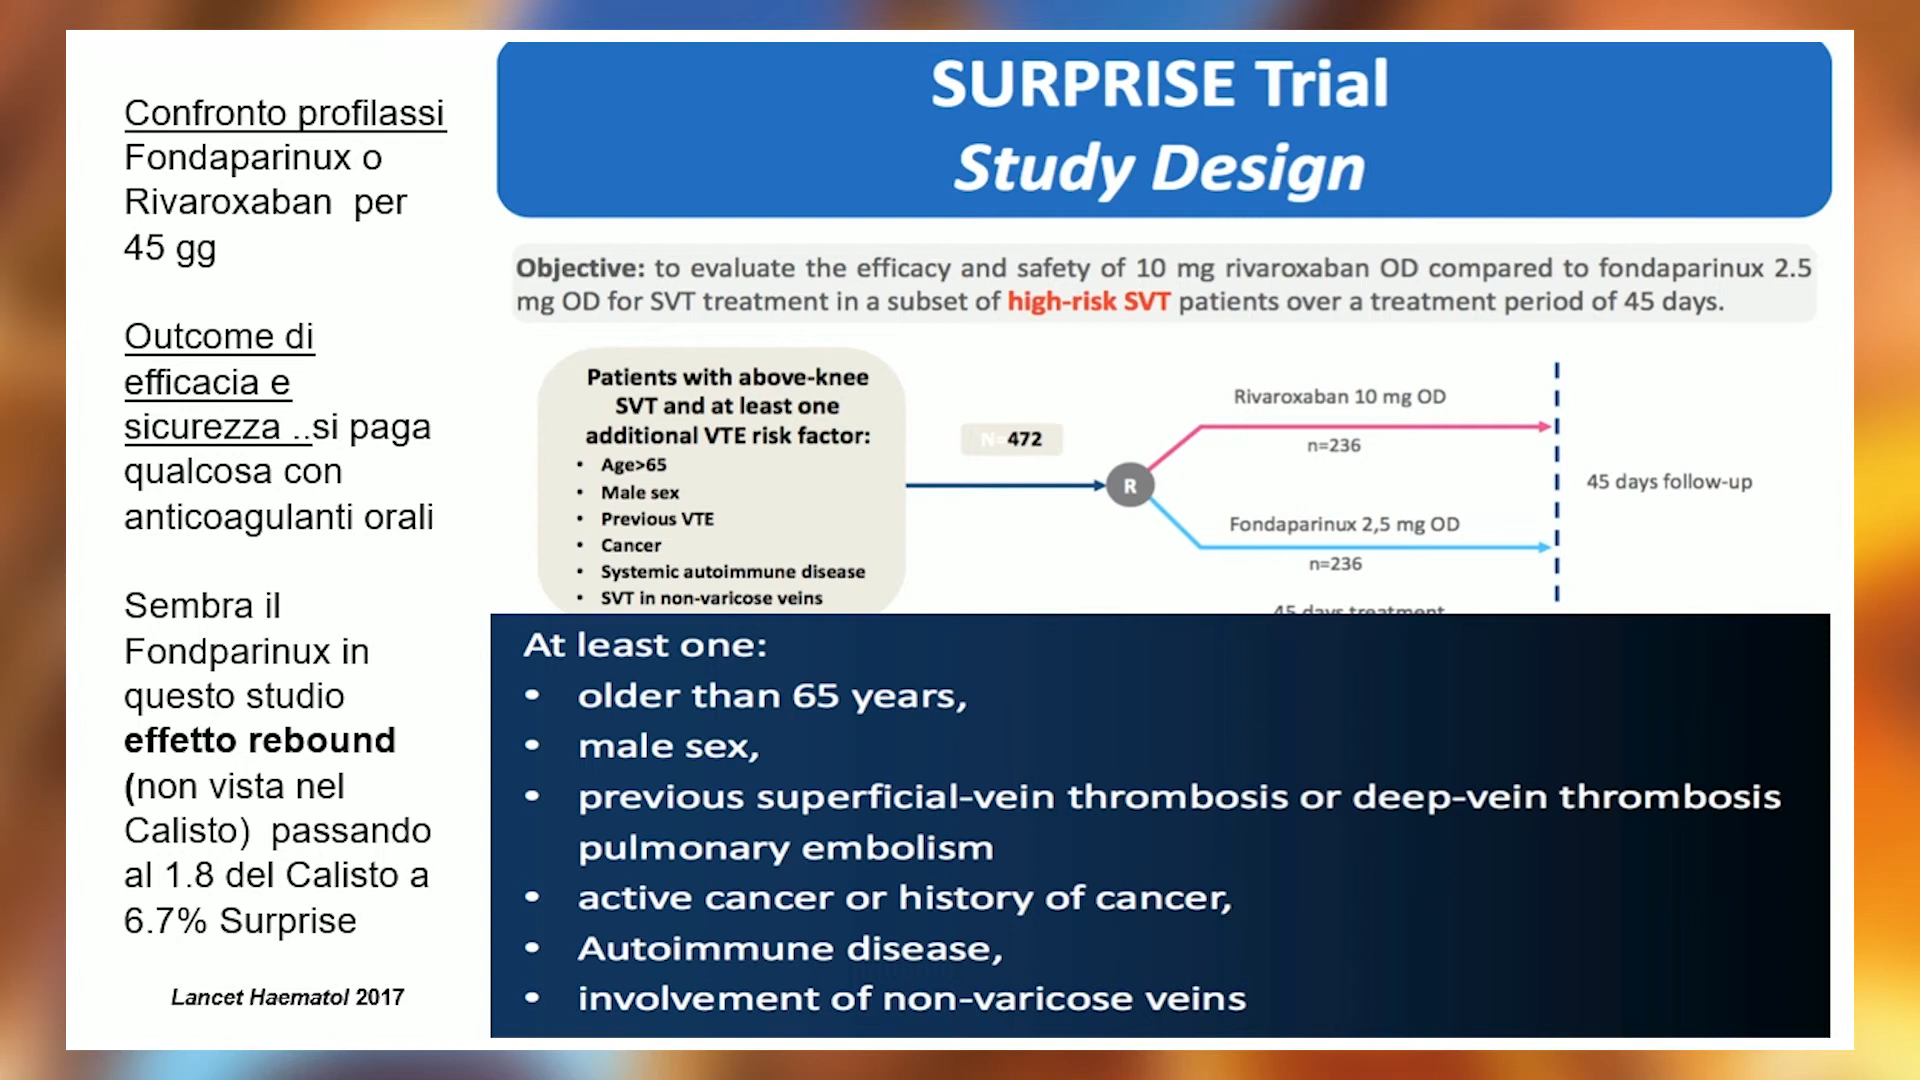 Confronto profilassi
Fondaparinux o
Rivaroxaban per
45 gg
Outcome di
efficacia e
sicurezza ..si paga
qualcosa con
anticoagulanti orali
Sembra il
Fondparinux in
questo studio
effetto rebound
(non vista nel
Calisto) passando
al 1.8 del Calisto a
6.7% Surprise
Lancet Haematol 2017
SURPRISE Trial
Study Design
Objective: to evaluate the efficacy and safety of 10 mg rivaroxaban OD compared to fondaparinux 2.5
mg OD for SVT treatment in a subset of high-risk SVT patients over a treatment period of 45 days.
Patients with above-knee
SVT and at least one
additional VTE risk factor:
• Age>65
• Male sex
• Previous VTE
• Cancer
• Systemic autoimmune disease
• SVT in non-varicose veins
N=472
R
Rivaroxaban 10 mg OD
n=236
Fondaparinux 2,5 mg OD
n=236
45 days treatment
45 days follow-up
At least one:
• older than 65 years,
• male sex,
• previous superficial-vein thrombosis or deep-vein thrombosis
pulmonary embolism
• active cancer or history of cancer,
• Autoimmune disease,
• involvement of non-varicose veins